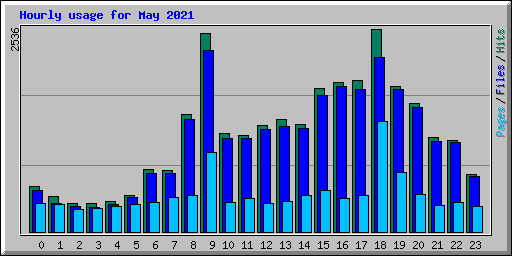 Hourly usage for May 2021
2536
Pages / Files / Hits
0 1 2 3 4 5 6 7 8 9 10 11 12 13 14 15 16 17 18 19 20 21 22 23